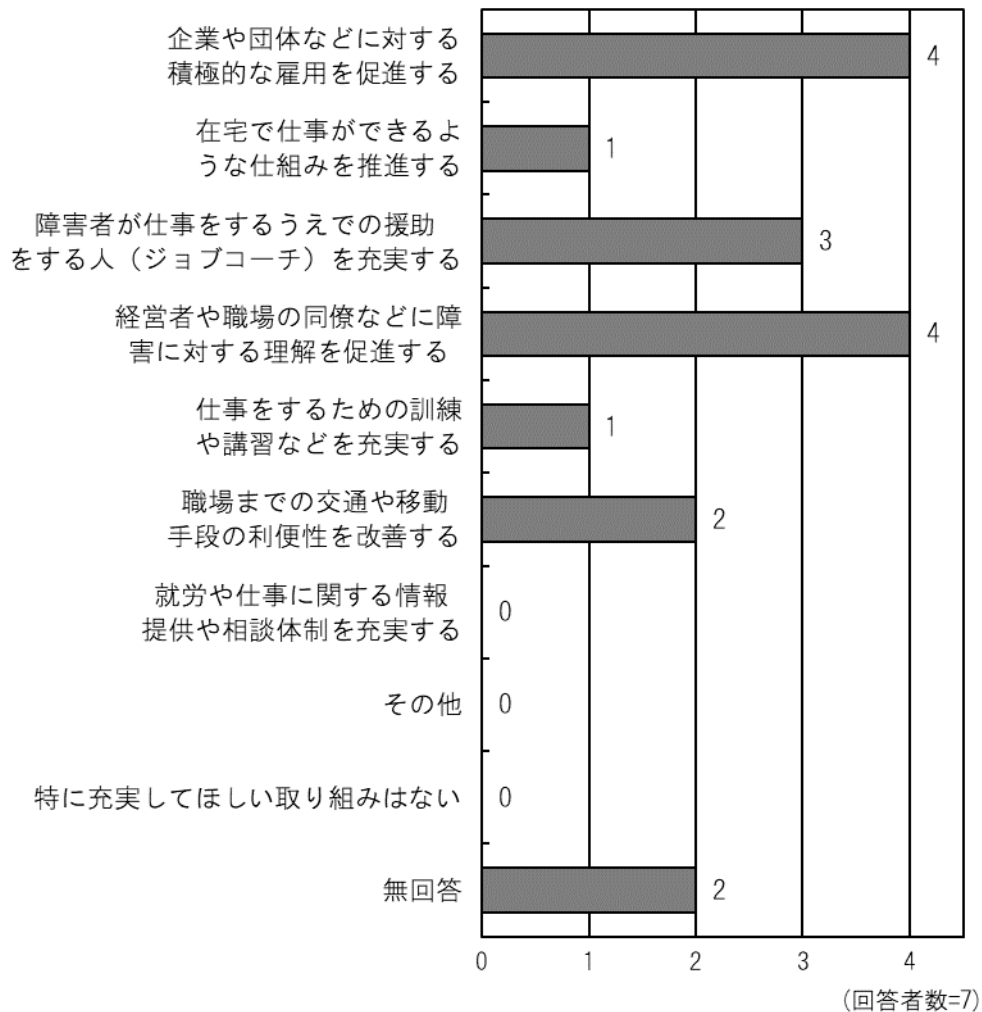 企業や団体などに対する
積極的な雇用を促進する
4
在宅で仕事ができるよ
うな仕組みを推進する
1
障害者が仕事をするうえでの援助
をする人（ジョブコーチ）を充実する
3
経営者や職場の同僚などに障
害に対する理解を促進する
4
仕事をするための訓練
や講習などを充実する
1
職場までの交通や移動
手段の利便性を改善する
2
就労や仕事に関する情報
提供や相談体制を充実する
0
その他
0
特に充実してほしい取り組みはない
0
無回答
2
0 1 2 3 4
(回答者数=7)